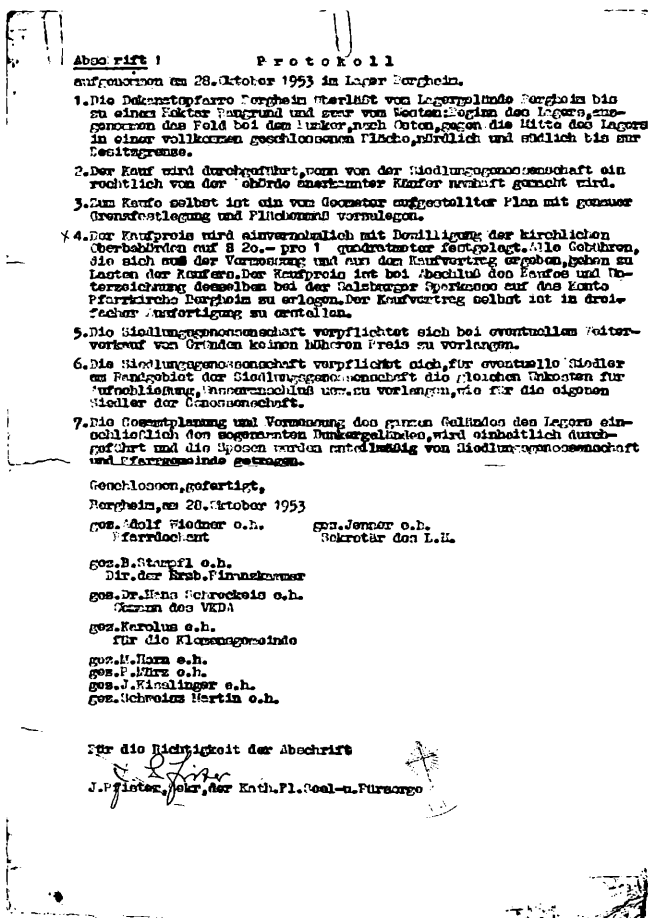 Abschrift !
Protokoll
aufgenommen am 28.Oktober 1953 im Lager Bergheim.
1.Die Dekanatspfarre Bergheim überläßt vom Lagergelände Bergheim bis
zu einem Hektar Baugrund und zwar vom Westen:Beginn des Lagers,aus-
genommen das Feld bei dem Bunker,nach Osten,gegen die Mitte des Lagers
in einer vollkommen geschlossenen Fläche,nördlich und südlich bis zur
Besitzgrenze.
2.Der Kauf wird durchgeführt,wenn von der Siedlungsgenossenschaft ein
rechtlich von der Behörde anerkannter Käufer namhaft gemacht wird.
3.Zum Kaufe selbst ist ein vom Geometer aufgestellter Plan mit genauer
Grenzfestlegung und Flächenmaß vorzulegen.
4.Der Kaufpreis wird einvernehmlich mit Bewilligung der kirchlichen
Oberbehörden auf S 20.- pro 1 quadratmeter festgelegt.Alle Gebühren,
die sich aus der Vermessung und aus dem Kaufvertrag ergeben,gehen zu
Lasten der Käufers.Der Kaufpreis ist bei Abschluß des Kaufes und Un-
terzeichnung desselben bei der Salzburger Sparkasse auf das Konto
Pfarrkirche Bergheim zu erlegen.Der Kaufvertrag selbst ist in drei-
facher Ausfertigung zu erstellen.
5.Die Siedlungsgenossenschaft verpflichtet sich bei eventuellem Weiter-
verkauf von Gründen keinen höheren Preis zu verlangen.
6.Die Siedlungsgenossenschaft verpflichtet sich,für eventuelle Siedler
am Randgebiet der Siedlungsgenossenschaft die gleichen Unkosten für
Aufschließung,Wasseranschluß usw.zu verlangen,wie für die eigenen
Siedler der Genossenschaft.
7.Die Gesamtplanung und Vermessung des ganzen Geländes des Lagers ein-
schließlich des sogenannten Bunkergeländes,wird einheitlich durch-
geführt und die Spesen werden anteilmäßig von Siedlungsgenossenschaft
und Pfarrgemeinde getragen.
Geschlossen,gefertigt,
Bergheim,am 28.Oktober 1953
gez.Adolf Wiedner e.h. gez.Jenner e.h.
Pfarrdechant Sekretär des L.H.
gez.B.Stampfl e.h.
Dir.der Erzb.Finanzkammer
gez.Dr.Hans Schreckeis e.h.
Obmann des VKDA
gez.Karolus e.h.
für die Klemensgemeinde
gez.M.Horn e.h.
gez.P.März e.h.
gez.J.Kisslinger e.h.
gez.Schweins Martin e.h.
Für die Richtigkeit der Abschrift
J.Pfister,Sekr.der Kath.Fl.Seel-u.Fürsorge